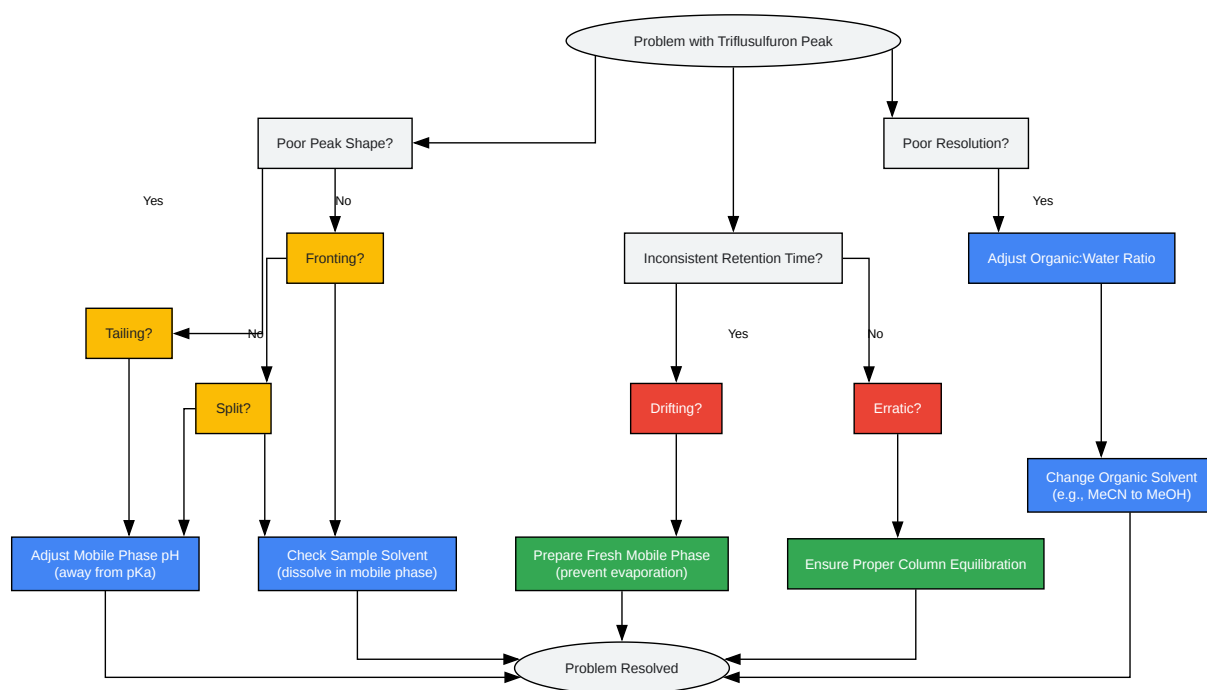 Problem with Triflusulfuron Peak
Poor Peak Shape?
Poor Resolution?
Yes
No
Yes
Fronting?
Inconsistent Retention Time?
Adjust Organic:Water Ratio
Tailing?
No
Yes
No
Split?
Drifting?
Erratic?
Change Organic Solvent
(e.g., MeCN to MeOH)
Adjust Mobile Phase pH
(away from pKa)
Check Sample Solvent
(dissolve in mobile phase)
Prepare Fresh Mobile Phase
(prevent evaporation)
Ensure Proper Column Equilibration
Problem Resolved